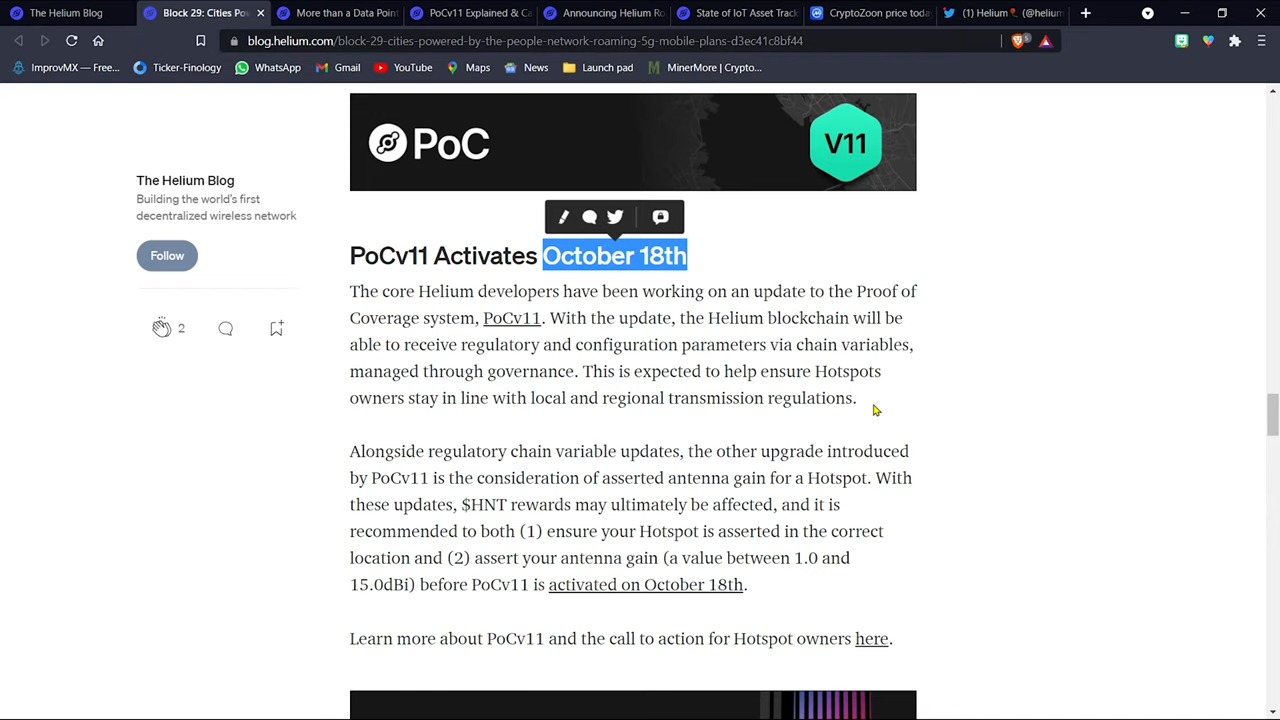 The Helium Blog
Block 29: Cities Po
More than a Data Point
PoCv11 Explained & Ca
Announcing Helium Ro
State of IoT Asset Track
CryptoZoon price today
(1) Helium🎈 (@helium
blog.helium.com/block-29-cities-powered-by-the-people-network-roaming-5g-mobile-plans-d3ec41c8bf44
5
ImprovMX — Free...
Ticker-Finology
WhatsApp
Gmail
YouTube
Maps
News
Launch pad
MinerMore | Crypto...
PoC
V11
The Helium Blog
Building the world's first
decentralized wireless network
Follow
2
PoCv11 Activates October 18th
The core Helium developers have been working on an update to the Proof of
Coverage system, PoCv11. With the update, the Helium blockchain will be
able to receive regulatory and configuration parameters via chain variables,
managed through governance. This is expected to help ensure Hotspots
owners stay in line with local and regional transmission regulations.
Alongside regulatory chain variable updates, the other upgrade introduced
by PoCv11 is the consideration of asserted antenna gain for a Hotspot. With
these updates, $HNT rewards may ultimately be affected, and it is
recommended to both (1) ensure your Hotspot is asserted in the correct
location and (2) assert your antenna gain (a value between 1.0 and
15.0dBi) before PoCv11 is activated on October 18th.
Learn more about PoCv11 and the call to action for Hotspot owners here.